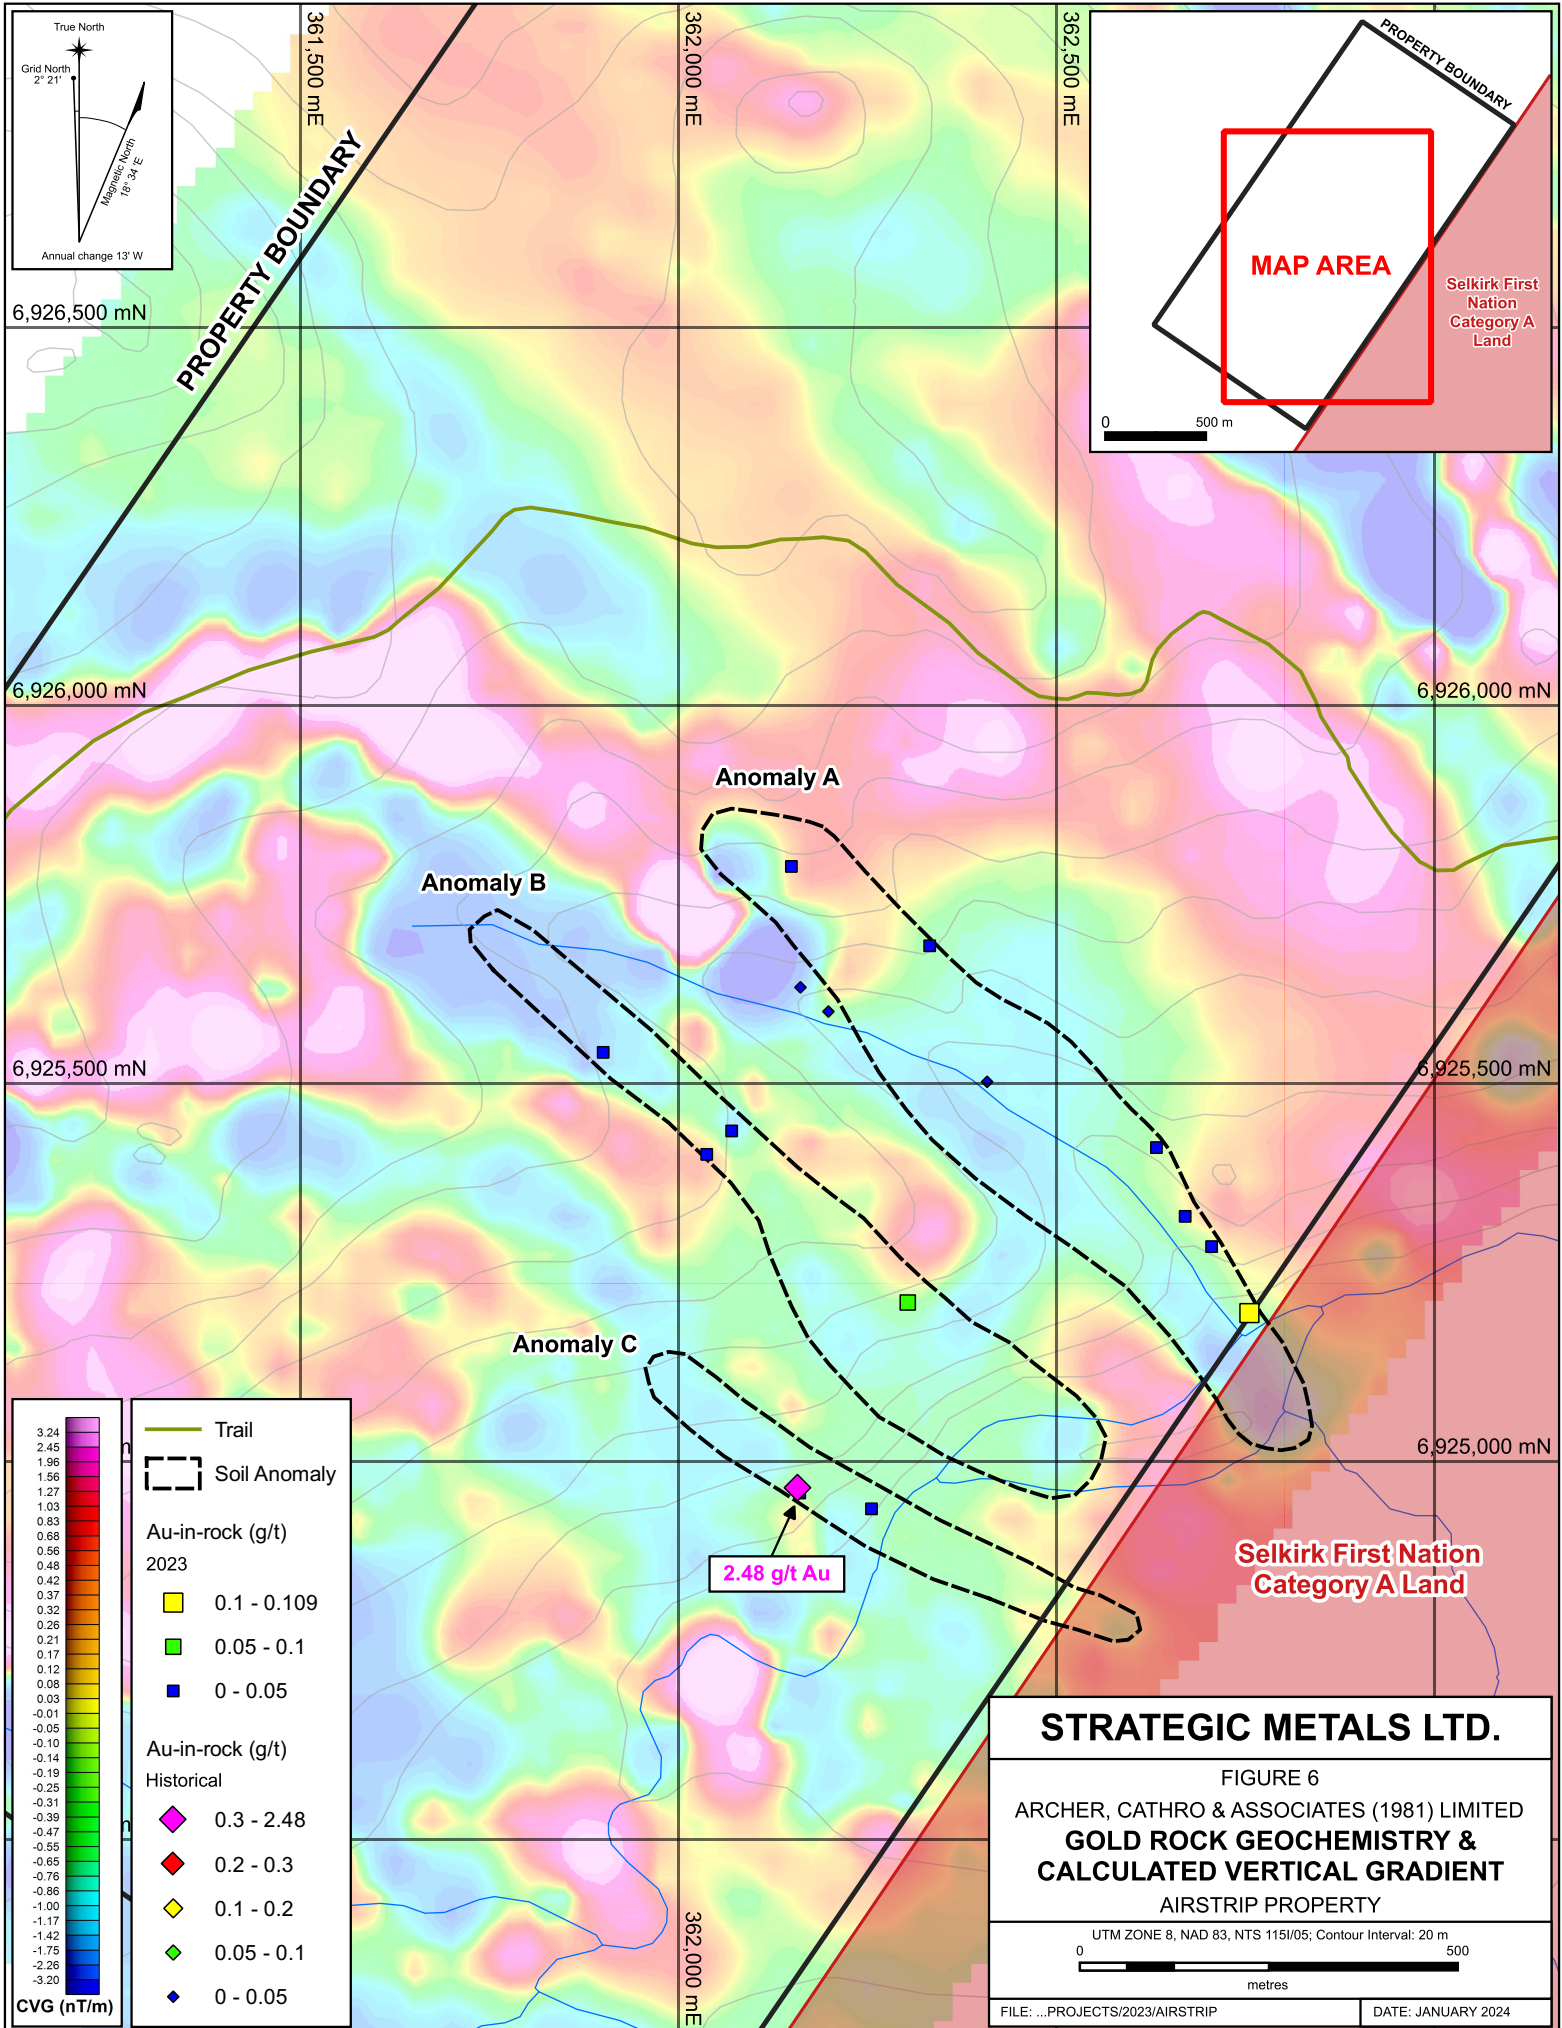 True North
Grid North
2° 21'
Magnetic North
18° 34 'E
Annual change 13' W
361,500 mE
362,000 mE
362,500 mE
PROPERTY BOUNDARY
PROPERTY BOUNDARY
MAP AREA
Selkirk First
Nation
Category A
Land
0 500 m
6,926,500 mN
6,926,000 mN
6,926,000 mN
Anomaly A
Anomaly B
6,925,500 mN
6,925,500 mN
Anomaly C
6,925,000 mN
2.48 g/t Au
Selkirk First Nation
Category A Land
362,000 mE
3.24
2.45
1.96
1.56
1.27
1.03
0.83
0.68
0.56
0.48
0.42
0.37
0.32
0.26
0.21
0.17
0.12
0.08
0.03
-0.01
-0.05
-0.10
-0.14
-0.19
-0.25
-0.31
-0.39
-0.47
-0.55
-0.65
-0.76
-0.86
-1.00
-1.17
-1.42
-1.75
-2.26
-3.20
CVG (nT/m)
Trail
Soil Anomaly
Au-in-rock (g/t)
2023
0.1 - 0.109
0.05 - 0.1
0 - 0.05
Au-in-rock (g/t)
Historical
0.3 - 2.48
0.2 - 0.3
0.1 - 0.2
0.05 - 0.1
0 - 0.05
STRATEGIC METALS LTD.
FIGURE 6
ARCHER, CATHRO & ASSOCIATES (1981) LIMITED
GOLD ROCK GEOCHEMISTRY &
CALCULATED VERTICAL GRADIENT
AIRSTRIP PROPERTY
UTM ZONE 8, NAD 83, NTS 115I/05; Contour Interval: 20 m
0 500
metres
FILE: ...PROJECTS/2023/AIRSTRIP
DATE: JANUARY 2024